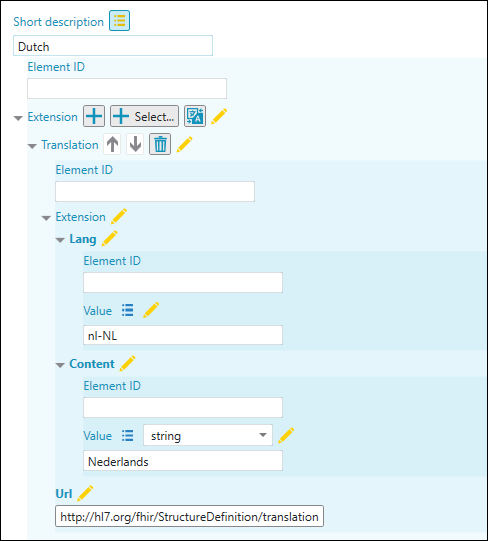 Short description
Dutch
Element ID
Extension Select...
Translation
Element ID
Extension
Lang
Element ID
Value
nl-NL
Content
Element ID
Value string
Nederlands
Url
http://hl7.org/fhir/StructureDefinition/translation